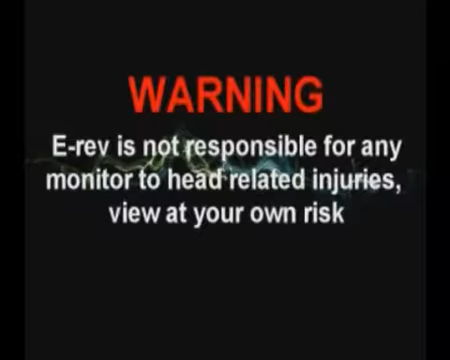 WARNING
E-rev is not responsible for any
monitor to head related injuries,
view at your own risk